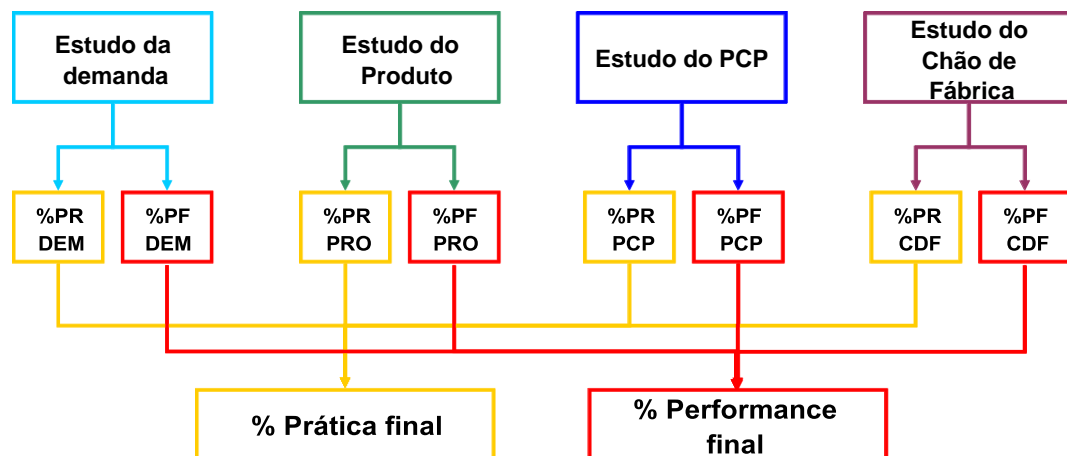 Estudo da
demanda
Estudo do
Produto
Estudo do PCP
Estudo do
Chão de
Fábrica
%PR
DEM
%PF
DEM
%PR
PRO
%PF
PRO
%PR
PCP
%PF
PCP
%PR
CDF
%PF
CDF
% Prática final
% Performance
final